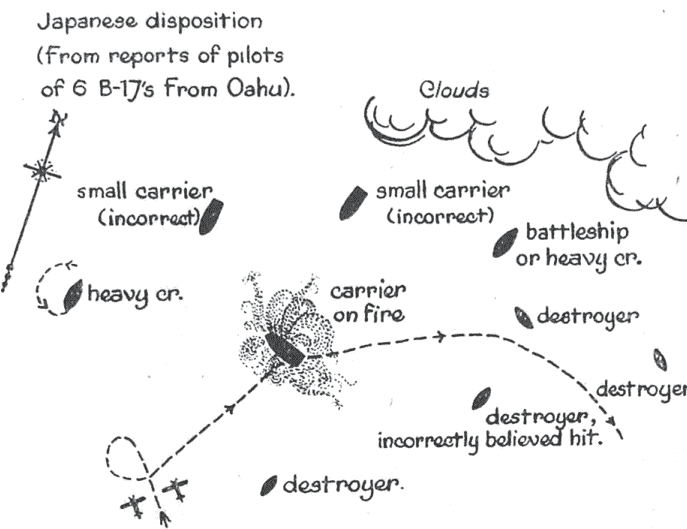 Japanese disposition
(From reports of pilots
of 6 B-17's From Oahu).
Clouds
N
small carrier
(incorrect)
small carrier
(incorrect)
battleship
or heavy cr.
heavy cr.
carrier
on fire
destroyer
destroyer
destroyer,
incorrectly believed hit.
destroyer.